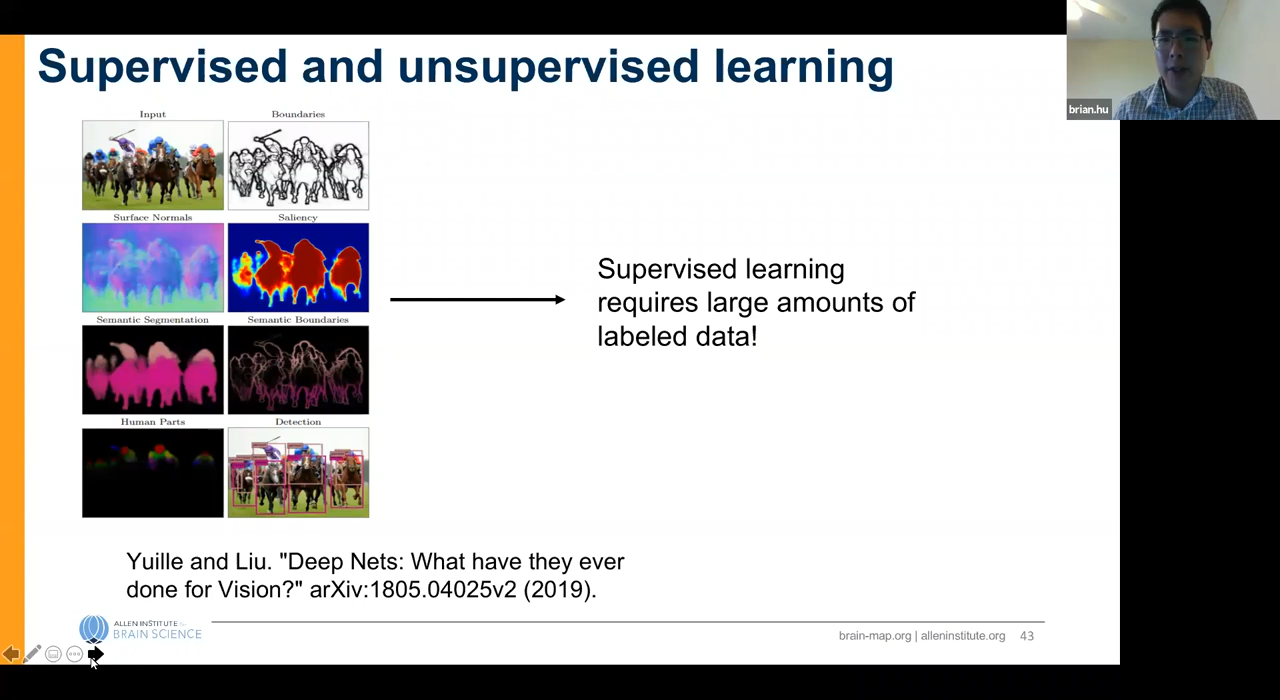 Supervised and unsupervised learning
brian.hu
Input
Boundaries
Surface Normals
Saliency
Semantic Segmentation
Semantic Boundaries
Human Parts
Detection
Supervised learning
requires large amounts of
labeled data!
Yuille and Liu. "Deep Nets: What have they ever
done for Vision?" arXiv:1805.04025v2 (2019).
ALLEN INSTITUTE for
BRAIN SCIENCE
brain-map.org | alleninstitute.org 43